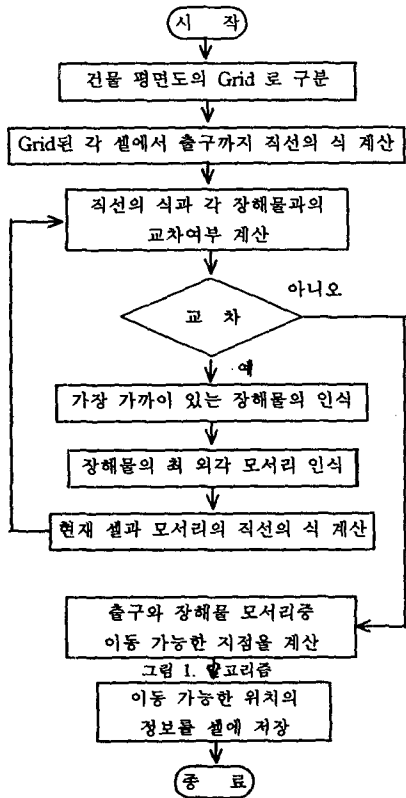 시 작
건물 평면도의 Grid 로 구분
Grid된 각 셀에서 출구까지 직선의 식 계산
직선의 식과 각 장해물과의
교차여부 계산
아니오
교 차
예
가장 가까이 있는 장해물의 인식
장해물의 최 외각 모서리 인식
현재 셀과 모서리의 직선의 식 계산
출구와 장해물 모서리중
이동 가능한 지점을 계산
그림 1. 알고리즘
이동 가능한 위치의
정보를 셀에 저장
종 료